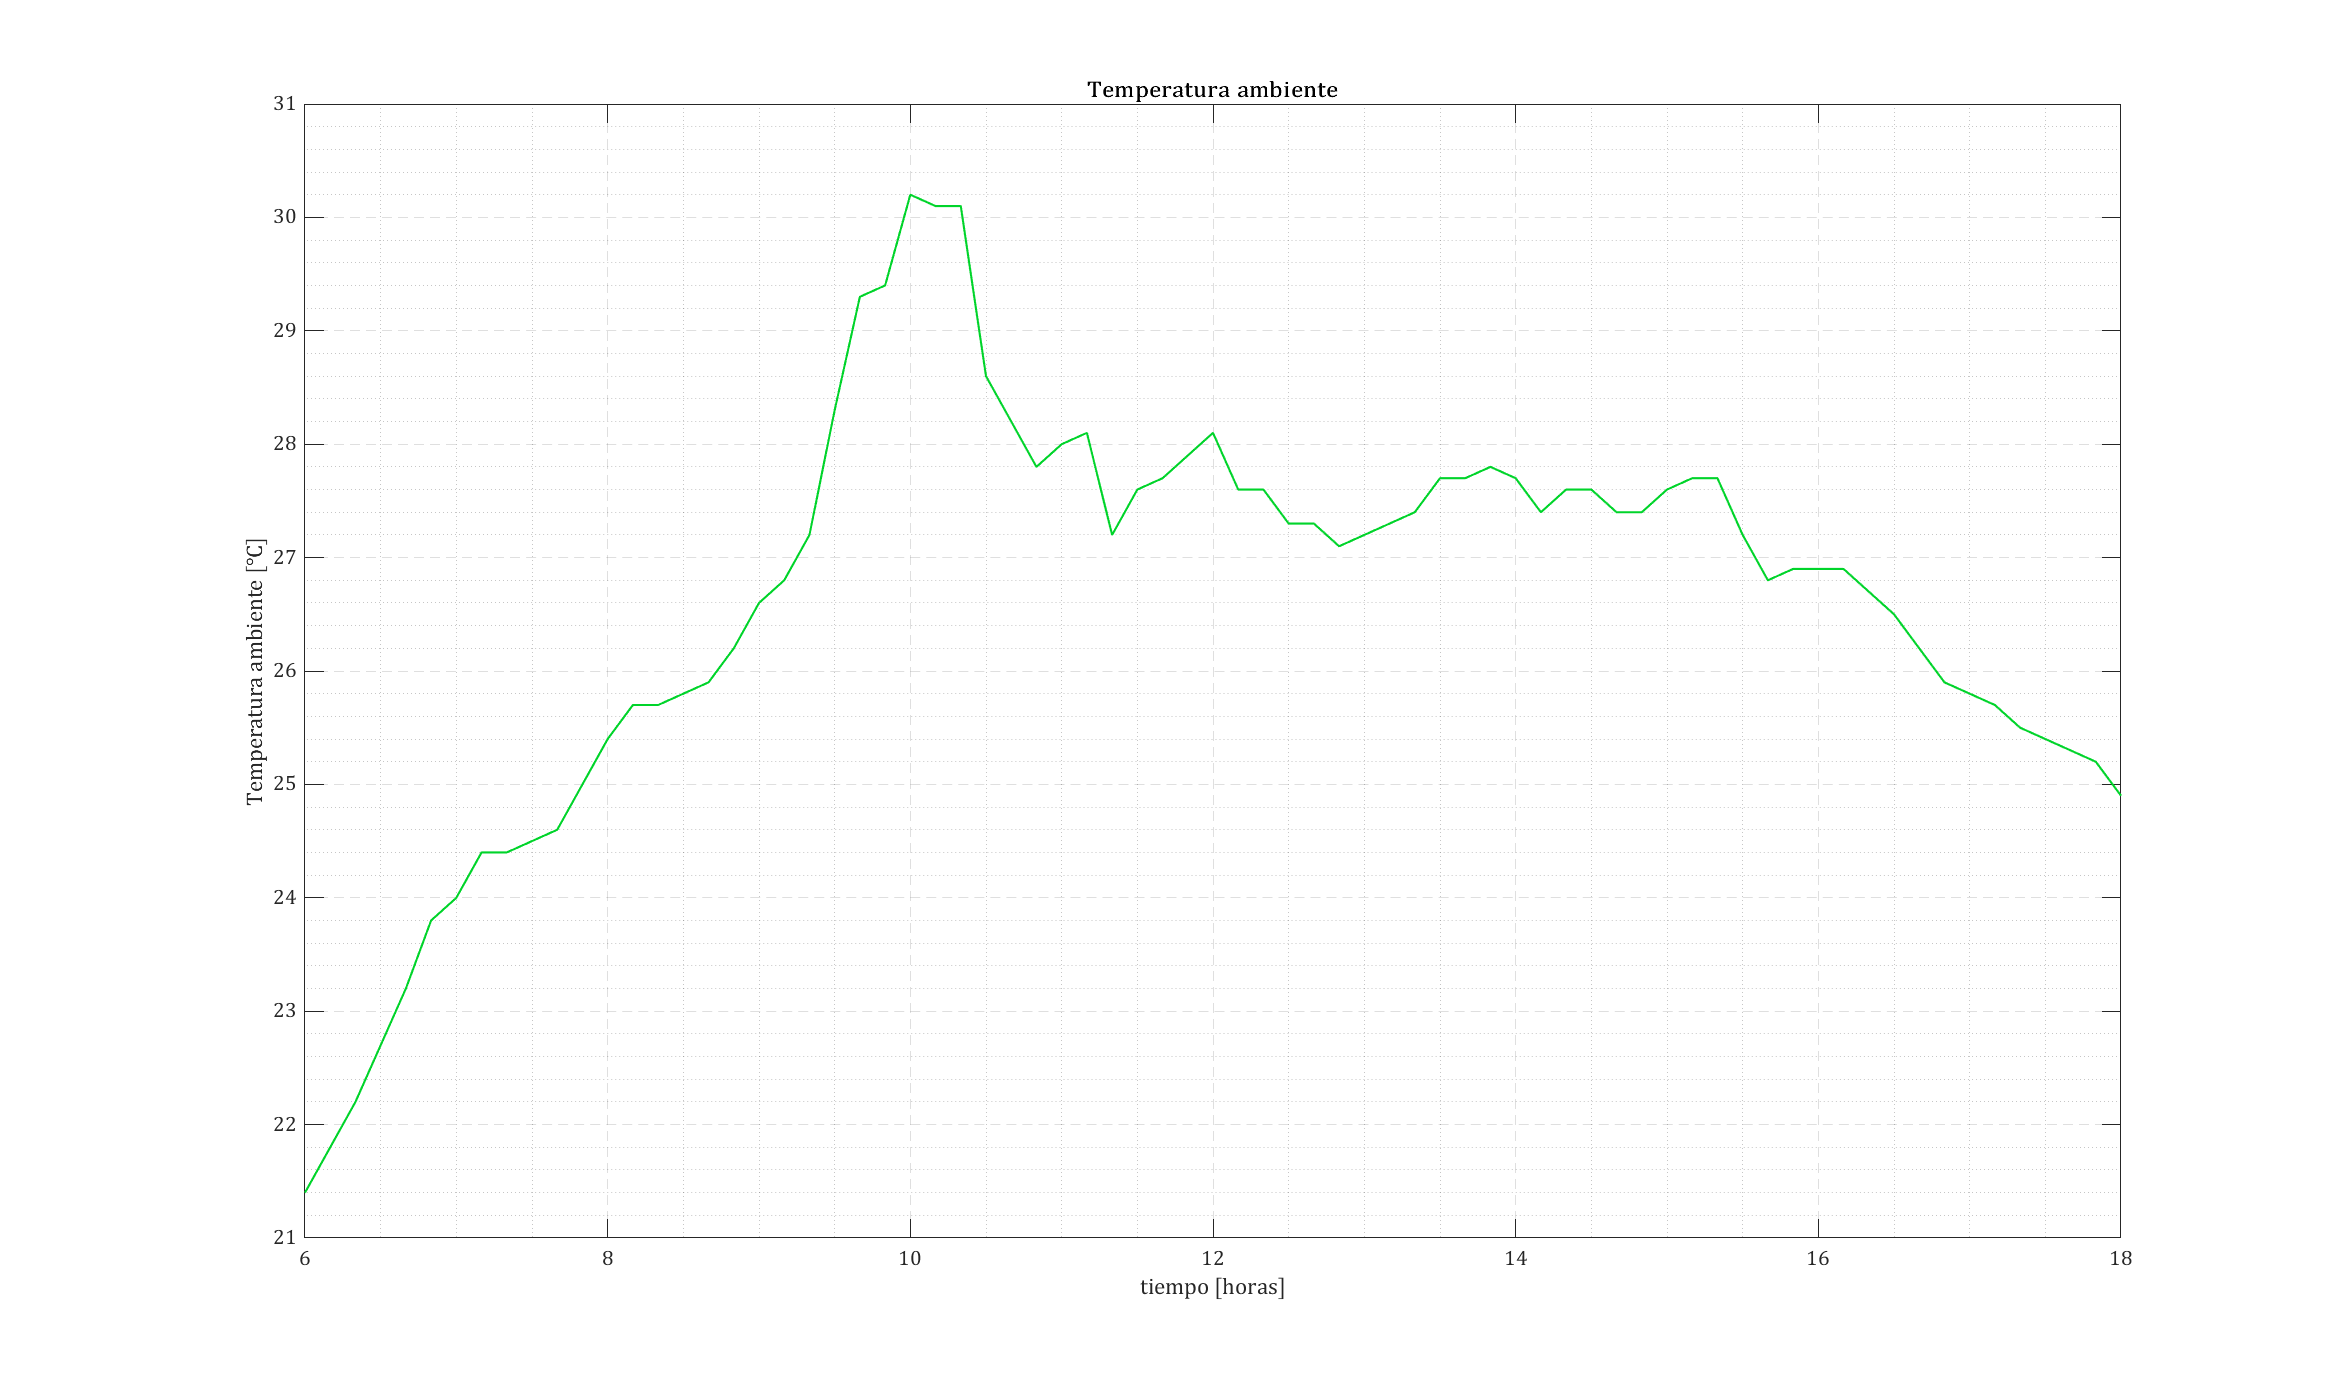 Temperatura ambiente
31
30
29
28
27
26
25
24
23
22
21
Temperatura ambiente [°C]
6 8 10 12 14 16 18
tiempo [horas]